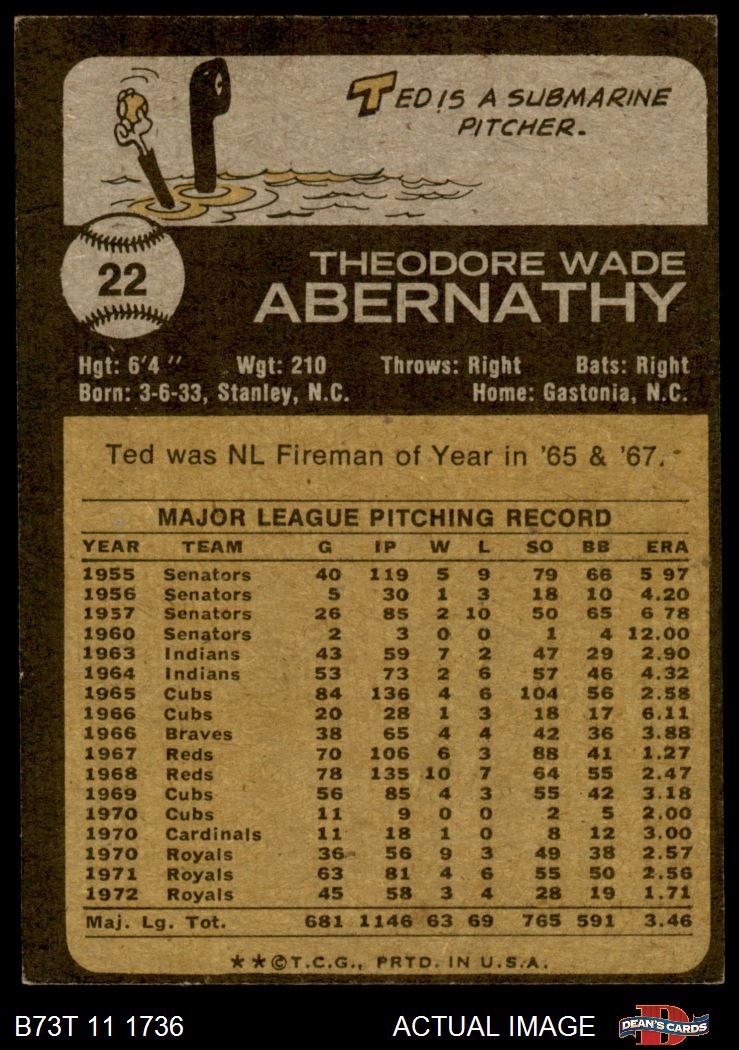 TED IS A SUBMARINE
PITCHER.
22
THEODORE WADE
ABERNATHY
Hgt: 6'4" Wgt: 210 Throws: Right Bats: Right
Born: 3-6-33, Stanley, N.C. Home: Gastonia, N.C.
Ted was NL Fireman of Year in '65 & '67.
MAJOR LEAGUE PITCHING RECORD
YEAR TEAM G IP W L SO BB ERA
1955 Senators 40 119 5 9 79 66 5 97
1956 Senators 5 30 1 3 18 10 4.20
1957 Senators 26 85 2 10 50 65 6 78
1960 Senators 2 3 0 0 1 4 12.00
1963 Indians 43 59 7 2 47 29 2.90
1964 Indians 53 73 2 6 57 46 4.32
1965 Cubs 84 136 4 6 104 56 2.58
1966 Cubs 20 28 1 3 18 17 6.11
1966 Braves 38 65 4 4 42 36 3.88
1967 Reds 70 106 6 3 88 41 1.27
1968 Reds 78 135 10 7 64 55 2.47
1969 Cubs 56 85 4 3 55 42 3.18
1970 Cubs 11 9 0 0 2 5 2.00
1970 Cardinals 11 18 1 0 8 12 3.00
1970 Royals 36 56 9 3 49 38 2.57
1971 Royals 63 81 4 6 55 50 2.56
1972 Royals 45 58 3 4 28 19 1.71
Maj. Lg. Tot. 681 1146 63 69 765 591 3.46
★★©T.C.G., PRTD. IN U.S.A.
B73T 11 1736 ACTUAL IMAGE D DEAN'S CARDS